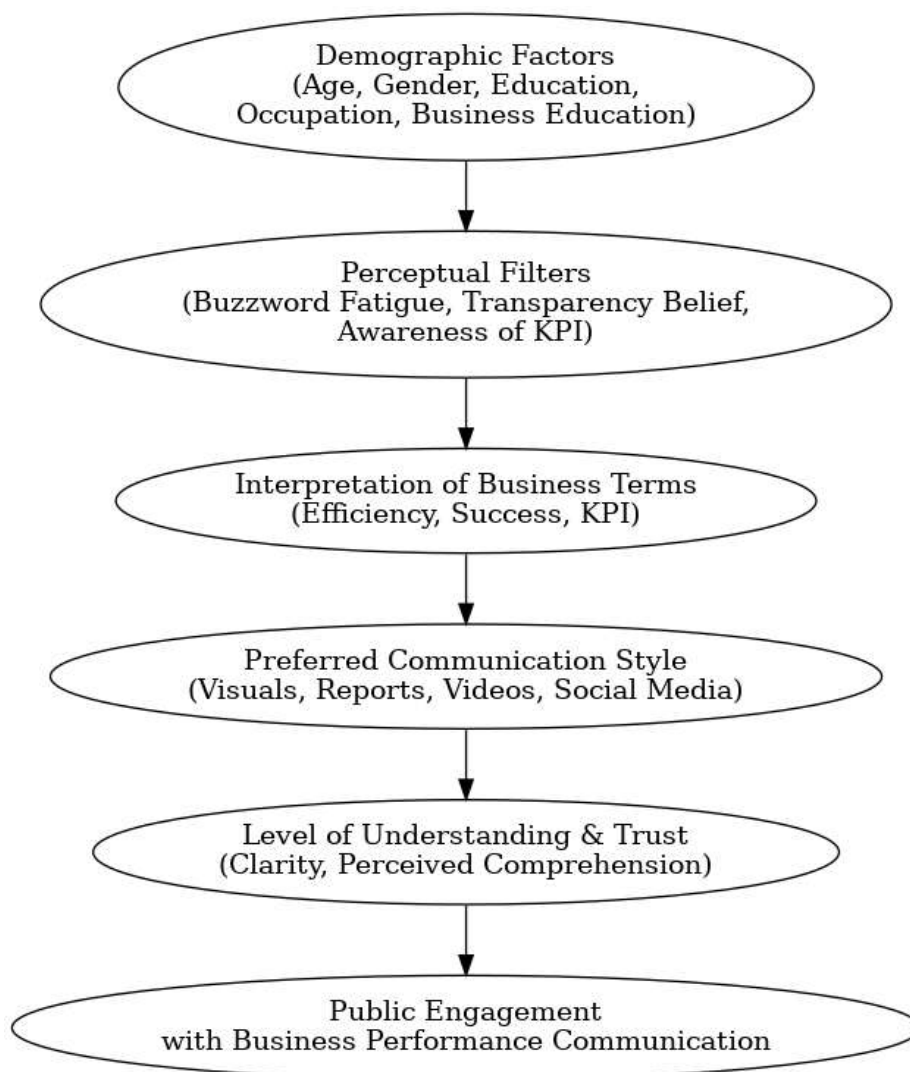 Demographic Factors
(Age, Gender, Education,
Occupation, Business Education)
Perceptual Filters
(Buzzword Fatigue, Transparency Belief,
Awareness of KPI)
Interpretation of Business Terms
(Efficiency, Success, KPI)
Preferred Communication Style
(Visuals, Reports, Videos, Social Media)
Level of Understanding & Trust
(Clarity, Perceived Comprehension)
Public Engagement
with Business Performance Communication